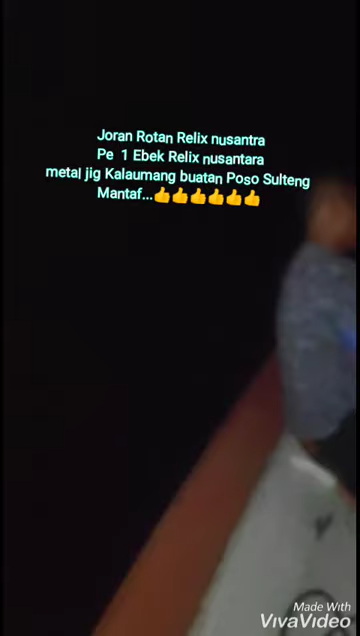 Joran Rotan Relix nusantra
Pe 1 Ebek Relix nusantara
metal jig Kalaumang buatan Poso Sulteng
Mantaf...👍👍👍👍👍👍
Made With
VivaVideo